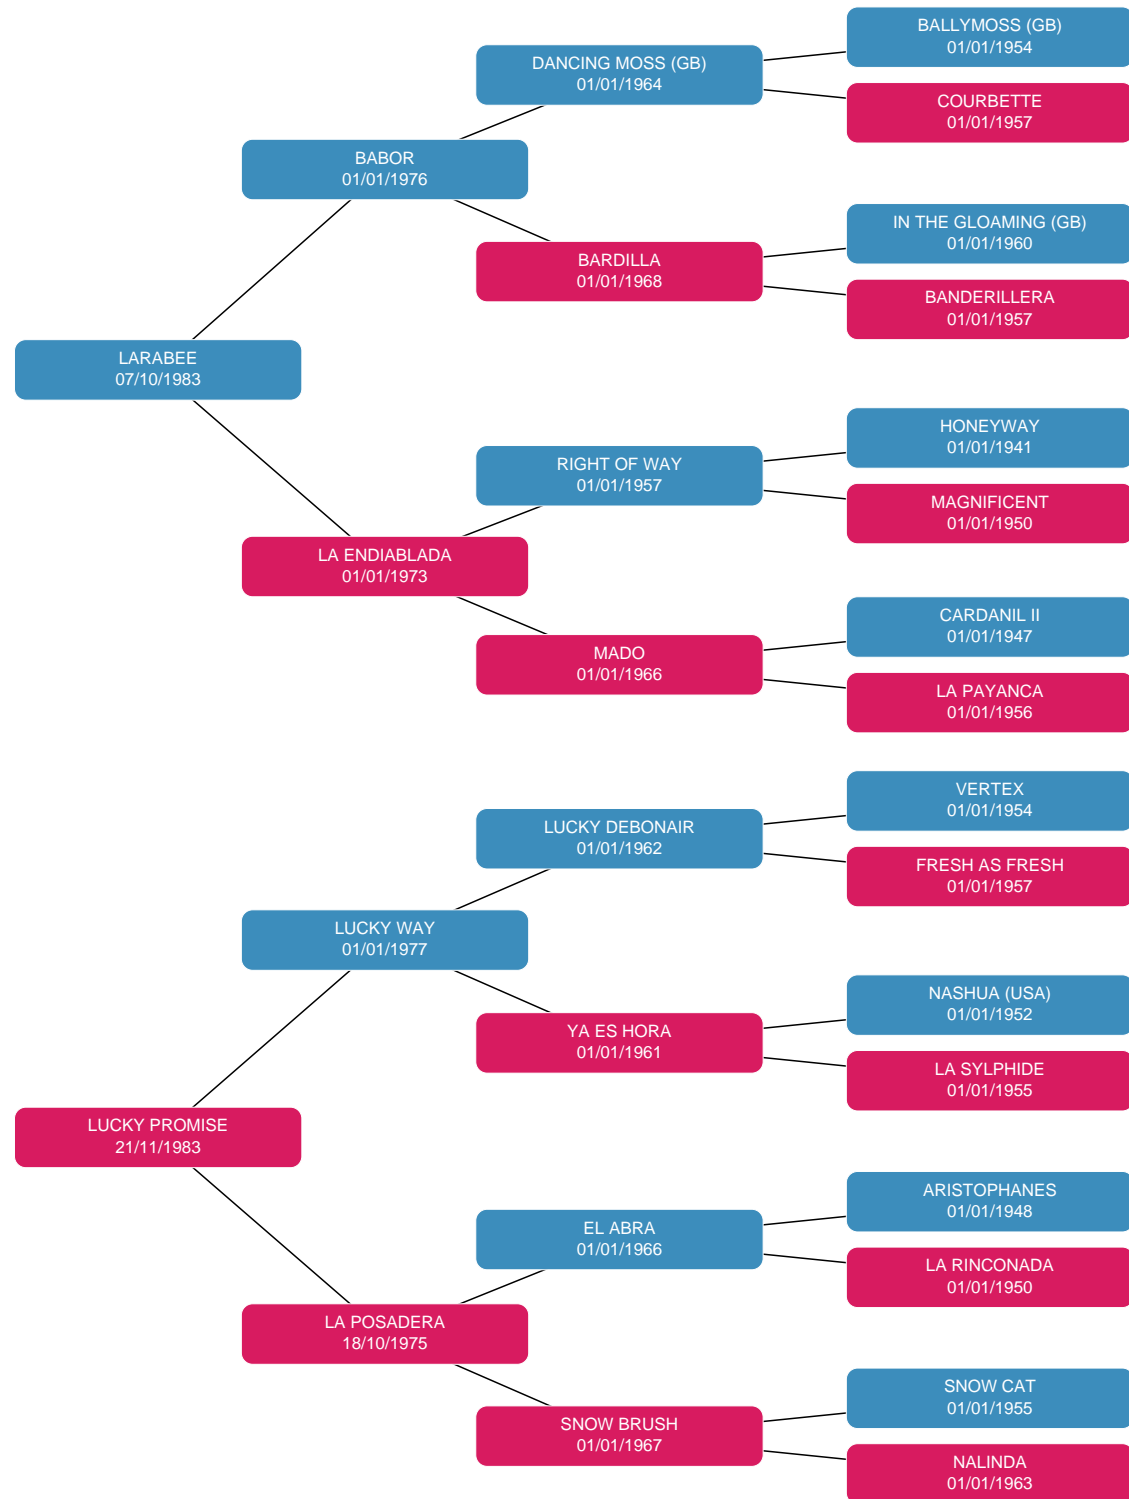 BALLYMOSS (GB)
01/01/1954
DANCING MOSS (GB)
01/01/1964
COURBETTE
01/01/1957
BABOR
01/01/1976
IN THE GLOAMING (GB)
01/01/1960
BARDILLA
01/01/1968
BANDERILLERA
01/01/1957
LARABEE
07/10/1983
HONEYWAY
01/01/1941
RIGHT OF WAY
01/01/1957
MAGNIFICENT
01/01/1950
LA ENDIABLADA
01/01/1973
CARDANIL II
01/01/1947
MADO
01/01/1966
LA PAYANCA
01/01/1956
VERTEX
01/01/1954
LUCKY DEBONAIR
01/01/1962
FRESH AS FRESH
01/01/1957
LUCKY WAY
01/01/1977
NASHUA (USA)
01/01/1952
YA ES HORA
01/01/1961
LA SYLPHIDE
01/01/1955
LUCKY PROMISE
21/11/1983
ARISTOPHANES
01/01/1948
EL ABRA
01/01/1966
LA RINCONADA
01/01/1950
LA POSADERA
18/10/1975
SNOW CAT
01/01/1955
SNOW BRUSH
01/01/1967
NALINDA
01/01/1963